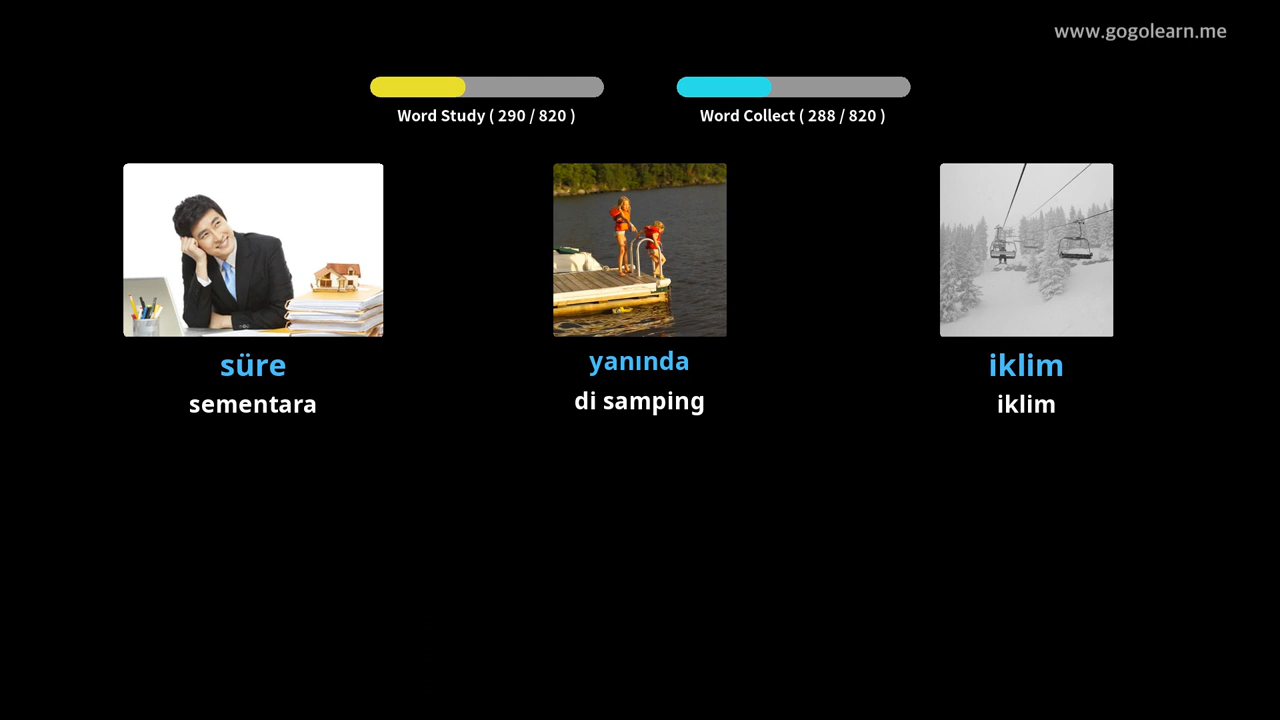 www.gogolearn.me
Word Study ( 290 / 820 )
Word Collect ( 288 / 820 )
süre
sementara
yanında
di samping
iklim
iklim